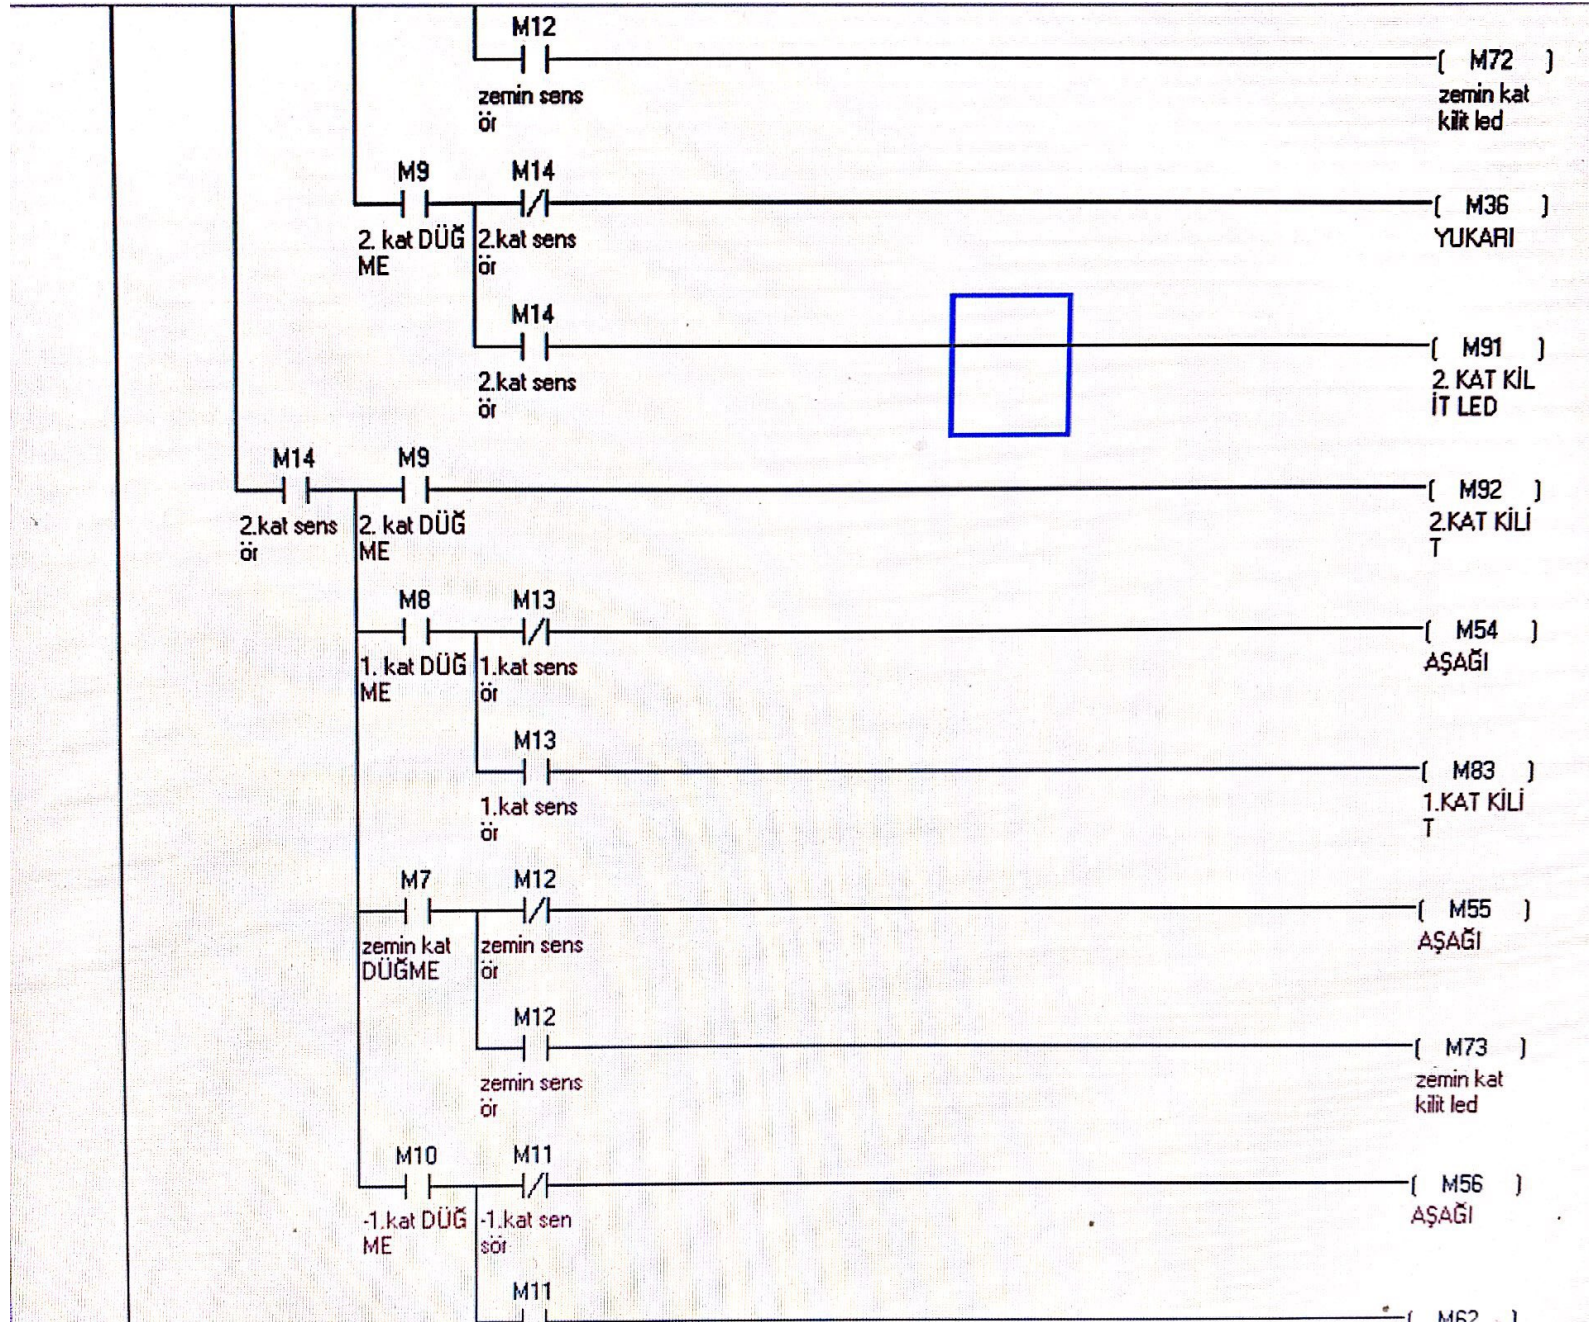 M12
[ M72 ]
zemin sens
ör
zemin kat
kilit led
M9 M14
[ M36 ]
2. kat DÜĞ 2.kat sens
ME ör
YUKARI
M14
[ M91 ]
2.kat sens
ör
2. KAT KİL
İT LED
M14 M9
[ M92 ]
2.kat sens 2. kat DÜĞ
ör ME
2.KAT KİLİ
T
M8 M13
[ M54 ]
1. kat DÜĞ 1.kat sens
ME ör
AŞAĞI
M13
[ M83 ]
1.kat sens
ör
1.KAT KİLİ
T
M7 M12
[ M55 ]
zemin kat zemin sens
DÜĞME ör
AŞAĞI
M12
[ M73 ]
zemin sens
ör
zemin kat
kilit led
M10 M11
[ M56 ]
-1.kat DÜĞ -1.kat sen
ME sör
AŞAĞI
M11
[ M62 ]